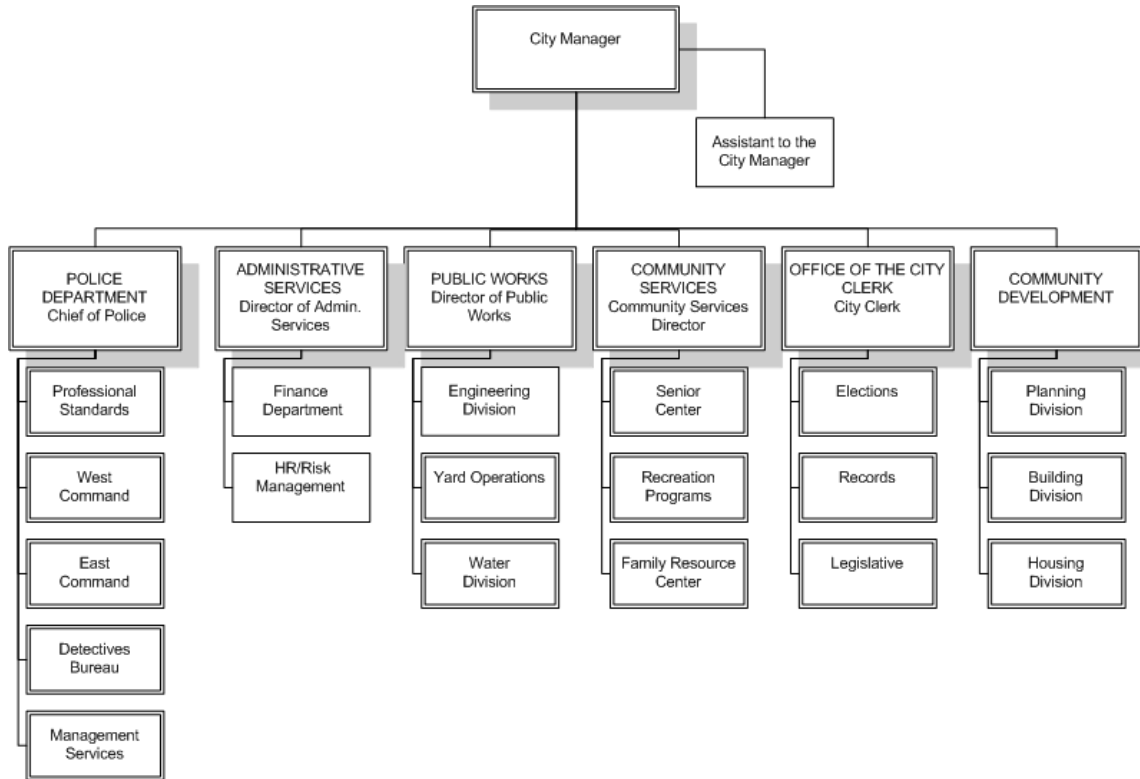 City Manager
Assistant to the
City Manager
POLICE
DEPARTMENT
Chief of Police
ADMINISTRATIVE
SERVICES
Director of Admin.
Services
PUBLIC WORKS
Director of Public
Works
COMMUNITY
SERVICES
Community Services
Director
OFFICE OF THE CITY
CLERK
City Clerk
COMMUNITY
DEVELOPMENT
Professional
Standards
West
Command
East
Command
Detectives
Bureau
Management
Services
Finance
Department
HR/Risk
Management
Engineering
Division
Yard Operations
Water
Division
Senior
Center
Recreation
Programs
Family Resource
Center
Elections
Records
Legislative
Planning
Division
Building
Division
Housing
Division